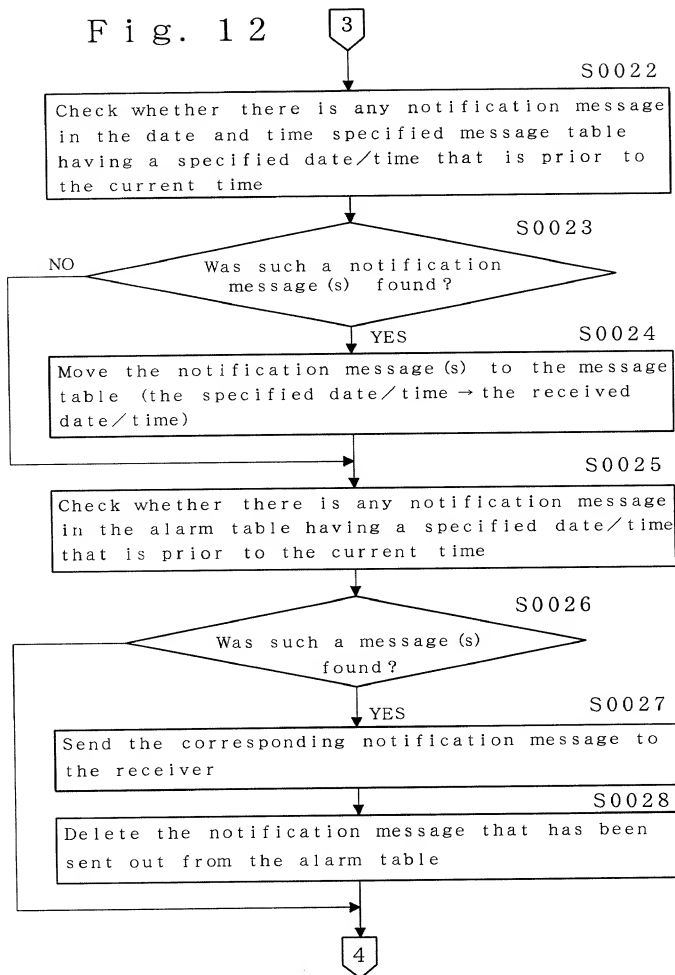 Fig. 12
3
S0022
Check whether there is any notification message
in the date and time specified message table
having a specified date/time that is prior to
the current time
S0023
NO
Was such a notification
message(s) found?
YES
S0024
Move the notification message(s) to the message
table (the specified date/time → the received
date/time)
S0025
Check whether there is any notification message
in the alarm table having a specified date/time
that is prior to the current time
S0026
Was such a message(s)
found?
YES
S0027
Send the corresponding notification message to
the receiver
S0028
Delete the notification message that has been
sent out from the alarm table
4